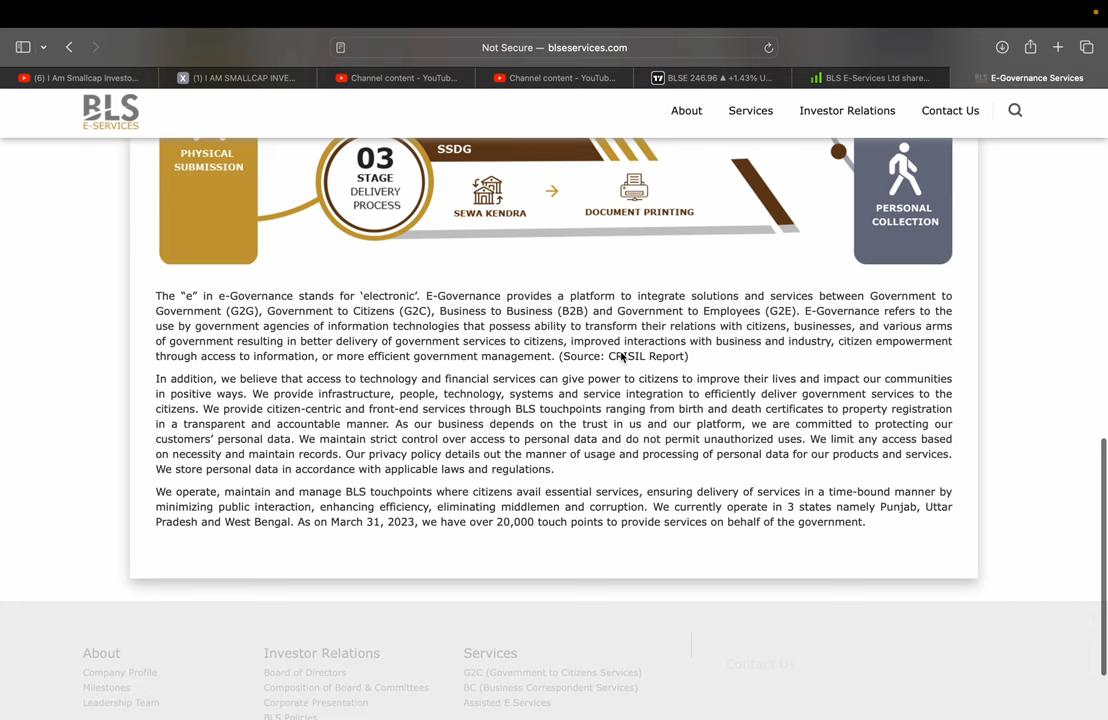 Not Secure — blseservices.com
(6) I Am Smallcap Investo...
(1) I AM SMALLCAP INVE...
Channel content - YouTub...
Channel content - YouTub...
BLSE 246.96 ▲ +1.43% U...
BLS E-Services Ltd share...
E-Governance Services
BLS
E-SERVICES
About
Services
Investor Relations
Contact Us
PHYSICAL
SUBMISSION
03
STAGE
DELIVERY
PROCESS
SSDG
SEWA KENDRA
DOCUMENT PRINTING
PERSONAL
COLLECTION
The “e” in e-Governance stands for ‘electronic’. E-Governance provides a platform to integrate solutions and services between Government to
Government (G2G), Government to Citizens (G2C), Business to Business (B2B) and Government to Employees (G2E). E-Governance refers to the
use by government agencies of information technologies that possess ability to transform their relations with citizens, businesses, and various arms
of government resulting in better delivery of government services to citizens, improved interactions with business and industry, citizen empowerment
through access to information, or more efficient government management. (Source: CRISIL Report)
In addition, we believe that access to technology and financial services can give power to citizens to improve their lives and impact our communities
in positive ways. We provide infrastructure, people, technology, systems and service integration to efficiently deliver government services to the
citizens. We provide citizen-centric and front-end services through BLS touchpoints ranging from birth and death certificates to property registration
in a transparent and accountable manner. As our business depends on the trust in us and our platform, we are committed to protecting our
customers’ personal data. We maintain strict control over access to personal data and do not permit unauthorized uses. We limit any access based
on necessity and maintain records. Our privacy policy details out the manner of usage and processing of personal data for our products and services.
We store personal data in accordance with applicable laws and regulations.
We operate, maintain and manage BLS touchpoints where citizens avail essential services, ensuring delivery of services in a time-bound manner by
minimizing public interaction, enhancing efficiency, eliminating middlemen and corruption. We currently operate in 3 states namely Punjab, Uttar
Pradesh and West Bengal. As on March 31, 2023, we have over 20,000 touch points to provide services on behalf of the government.
About
Company Profile
Milestones
Leadership Team
Investor Relations
Board of Directors
Composition of Board & Committees
Corporate Presentation
BLS Policies
Services
G2C (Government to Citizens Services)
BC (Business Correspondent Services)
Assisted E Services
Contact Us